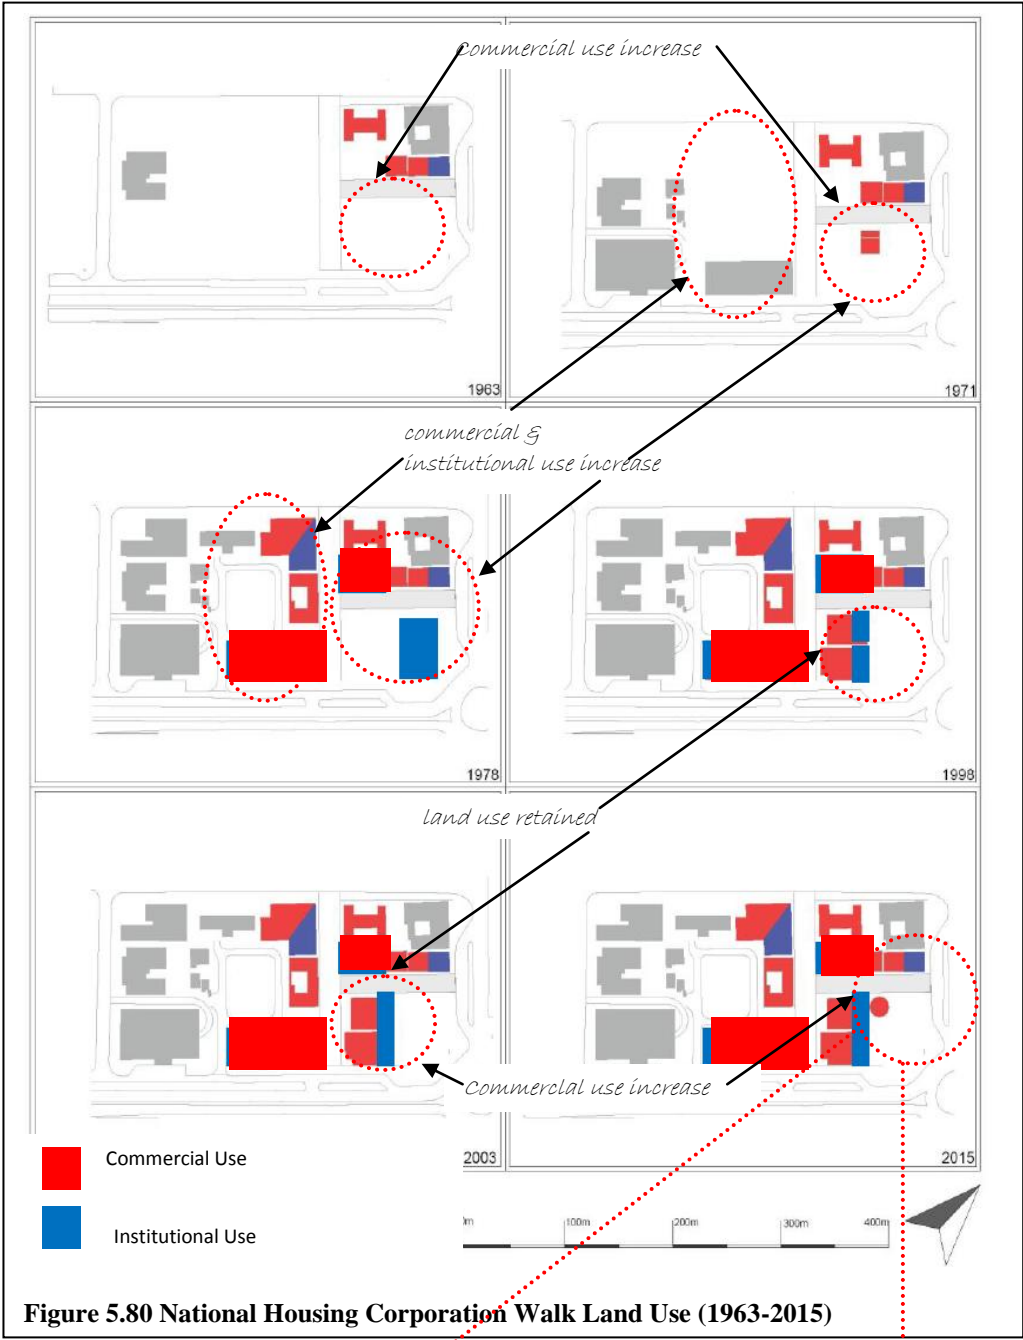 Commercial use increase
1963
1971
commercial &
institutional use increase
1978
1998
land use retained
Commercial use increase
2003
2015
Commercial Use
Institutional Use
100m
200m
300m
400m
Figure 5.80 National Housing Corporation Walk Land Use (1963-2015)